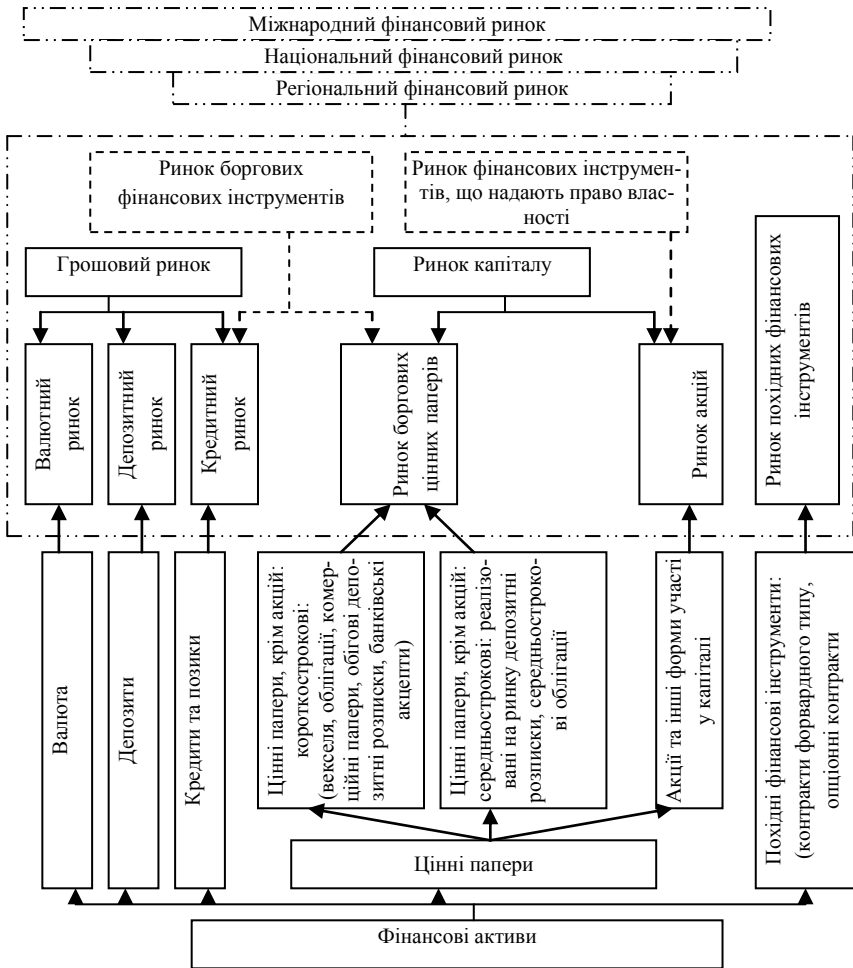 Міжнародний фінансовий ринок
Національний фінансовий ринок
Регіональний фінансовий ринок
Ринок боргових
фінансових інструментів
Ринок фінансових інструмен-
тів, що надають право влас-
ності
Грошовий ринок
Ринок капіталу
Валютний
ринок
Депозитний
ринок
Кредитний
ринок
Ринок боргових
цінних паперів
Ринок акцій
Ринок похідних фінансових
інструментів
Валюта
Депозити
Кредити та позики
Цінні папери, крім акцій:
короткострокові:
(векселя, облігації, комер-
ційні папери, обігові депо-
зитні розписки, банківські
акцепти)
Цінні папери, крім акцій:
середньострокові: реалізо-
вані на ринку депозитні
розписки, середньостроко-
ві облігації
Акції та інші форми участі
у капіталі
Похідні фінансові інструменти:
(контракти форвардного типу,
опціонні контракти
Цінні папери
Фінансові активи